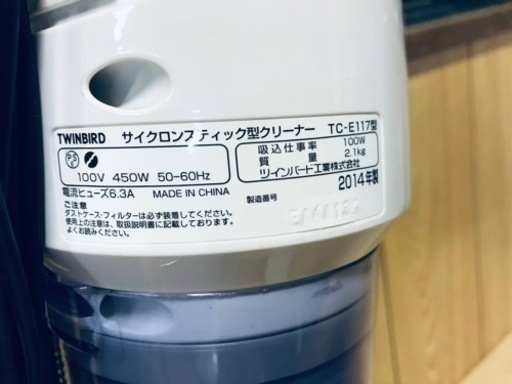 TWINBIRD サイクロンスティック型クリーナー TC-E117型
PS E
100V 450W 50-60Hz
吸込仕事率 100W
質量 2.1kg
ツインバード工業株式会社
電流ヒューズ6.3A MADE IN CHINA
2014年製
ご注意
製造番号
ダストケース・フィルターは必ず装着してください。
使用上の注意は、取扱説明書に記載しております。
必ずお読みください。